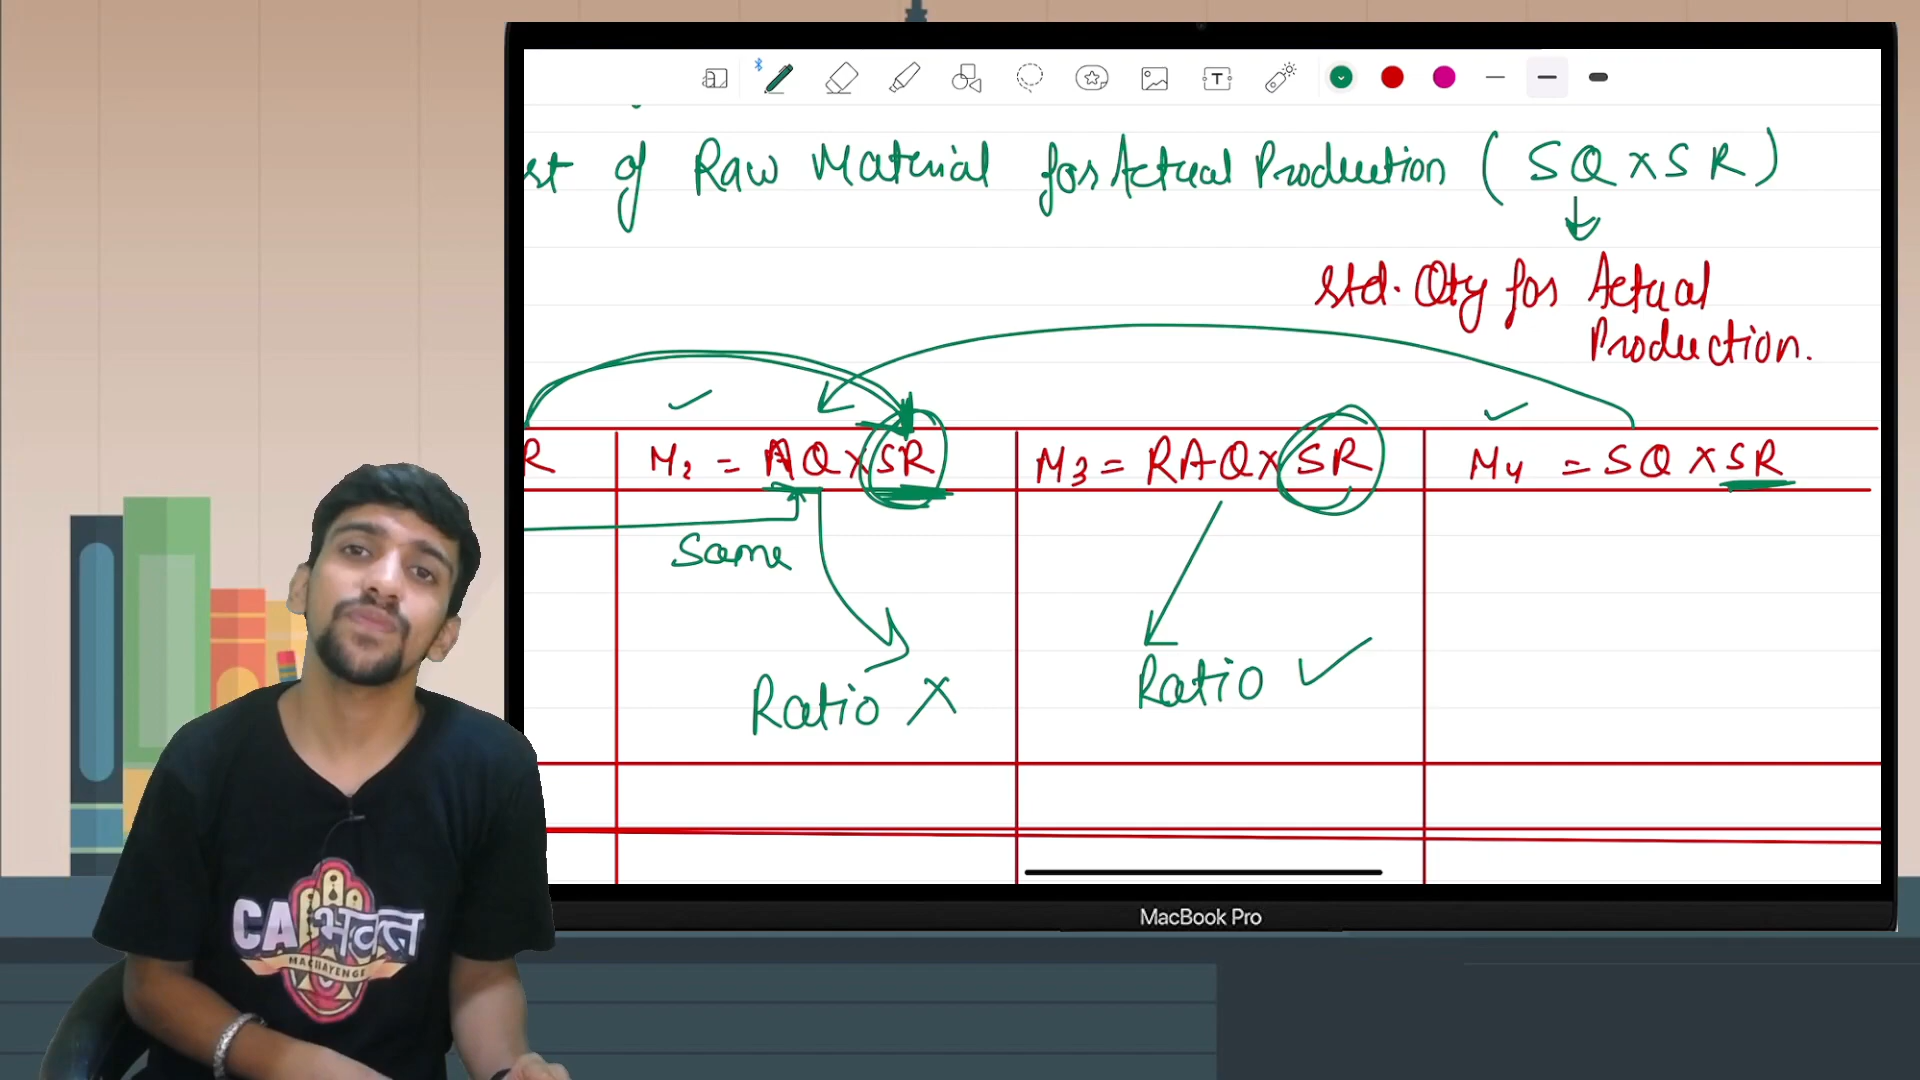 st of Raw Material for Actual Production ( SQ × SR )
Std. Qty for Actual
Production.
R
M₂ = AQ × SR
M₃ = RAQ × SR
M₄ = SQ × SR
Same
Ratio ×
Ratio ✓
MacBook Pro
CA भक्त
MACHAYENGE